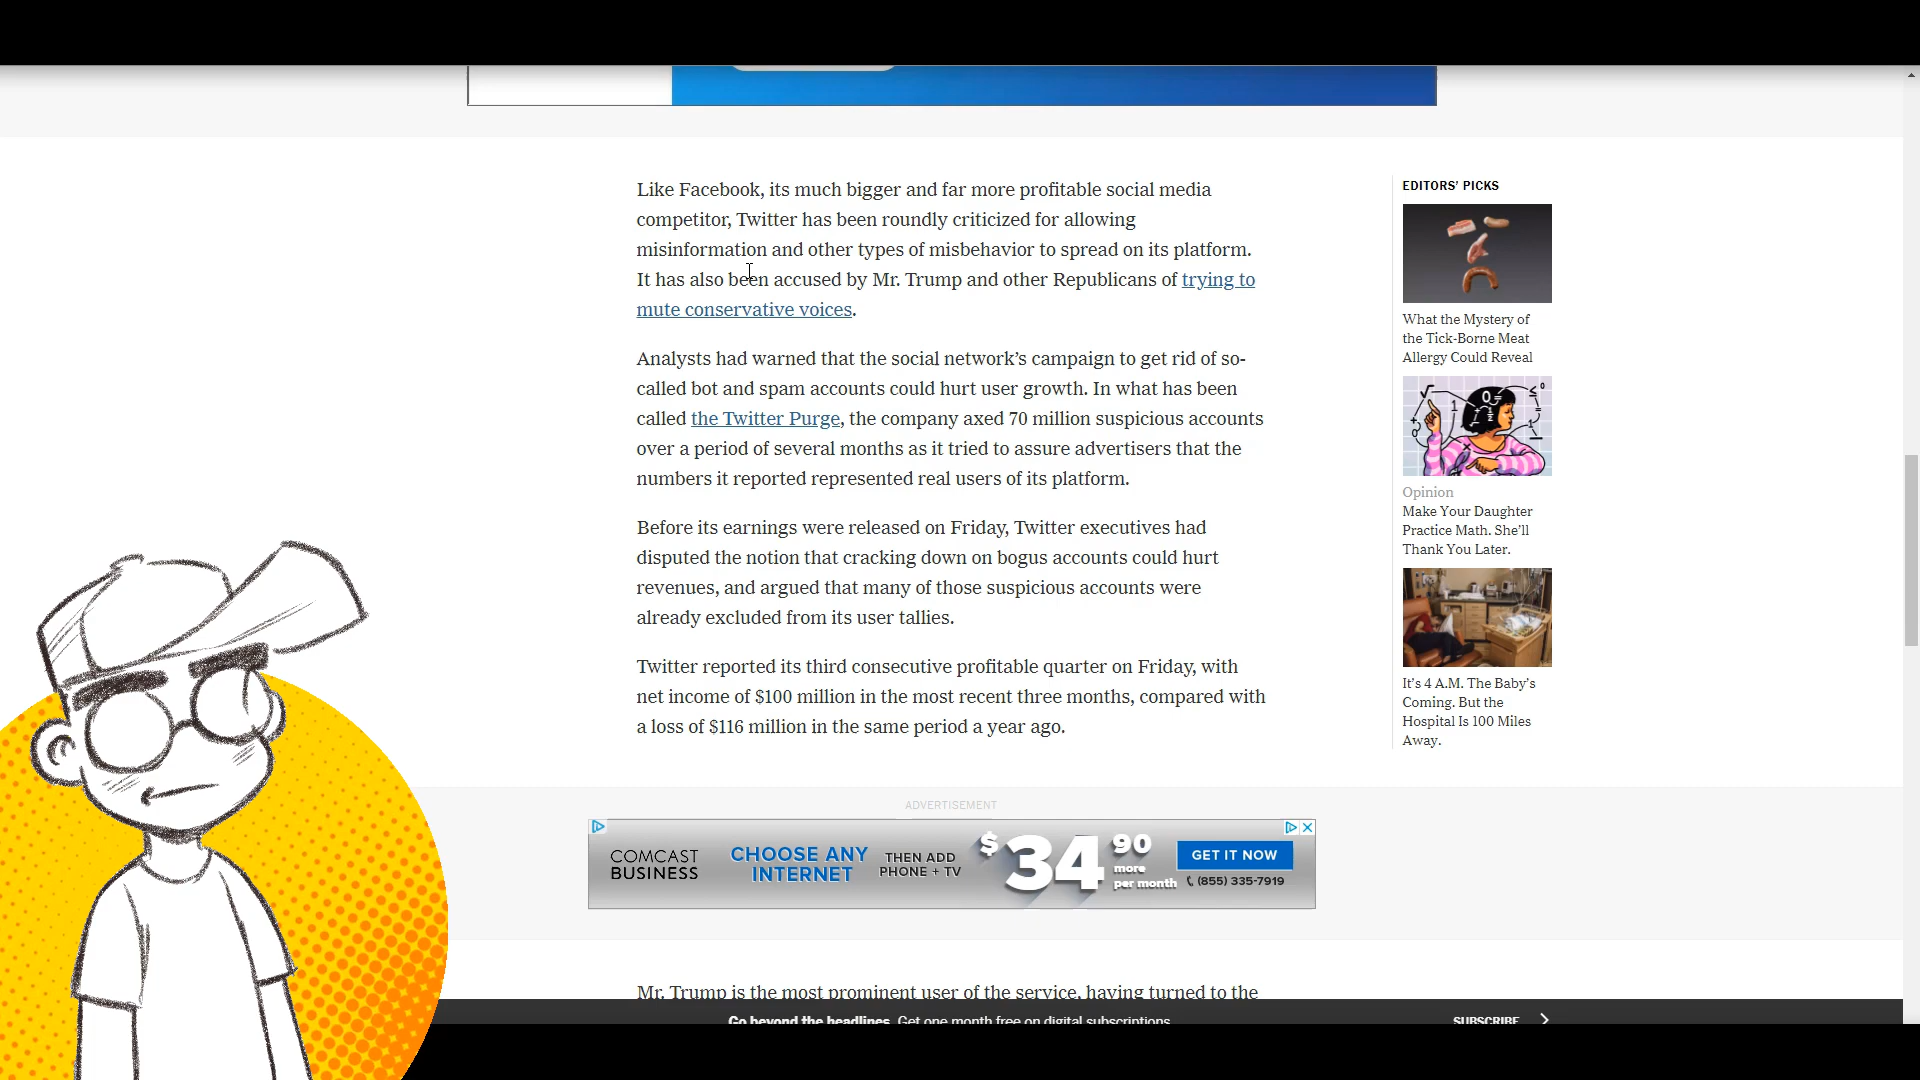 Like Facebook, its much bigger and far more profitable social media
competitor, Twitter has been roundly criticized for allowing
misinformation and other types of misbehavior to spread on its platform.
It has also been accused by Mr. Trump and other Republicans of trying to
mute conservative voices.
Analysts had warned that the social network’s campaign to get rid of so-
called bot and spam accounts could hurt user growth. In what has been
called the Twitter Purge, the company axed 70 million suspicious accounts
over a period of several months as it tried to assure advertisers that the
numbers it reported represented real users of its platform.
Before its earnings were released on Friday, Twitter executives had
disputed the notion that cracking down on bogus accounts could hurt
revenues, and argued that many of those suspicious accounts were
already excluded from its user tallies.
Twitter reported its third consecutive profitable quarter on Friday, with
net income of $100 million in the most recent three months, compared with
a loss of $116 million in the same period a year ago.
EDITORS’ PICKS
What the Mystery of
the Tick-Borne Meat
Allergy Could Reveal
Opinion
Make Your Daughter
Practice Math. She’ll
Thank You Later.
It’s 4 A.M. The Baby’s
Coming. But the
Hospital Is 100 Miles
Away.
ADVERTISEMENT
COMCAST
BUSINESS
CHOOSE ANY
INTERNET
THEN ADD
PHONE + TV
$34 90
more
per month
GET IT NOW
(855) 335-7919
Mr. Trump is the most prominent user of the service, having turned to the
Go beyond the headlines. Get one month free on digital subscriptions
SUBSCRIBE